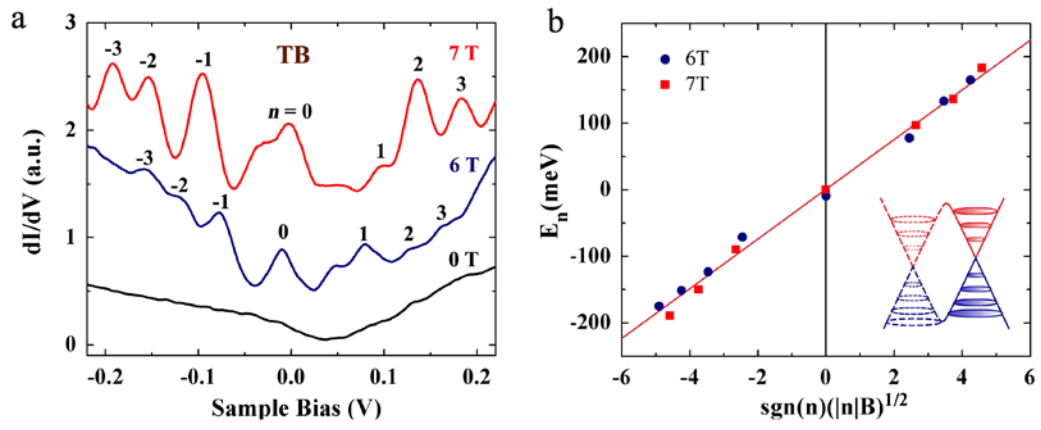 a
3
2
1
0
dI/dV (a.u.)
TB
7 T
-3
-2
-1
n = 0
1
2
3
6 T
-3
-2
-1
0
1
2
3
0 T
-0.2
-0.1
0.0
0.1
0.2
Sample Bias (V)
b
200
100
0
-100
-200
E_n(meV)
6T
7T
-6
-4
-2
0
2
4
6
sgn(n)(|n|B)^1/2